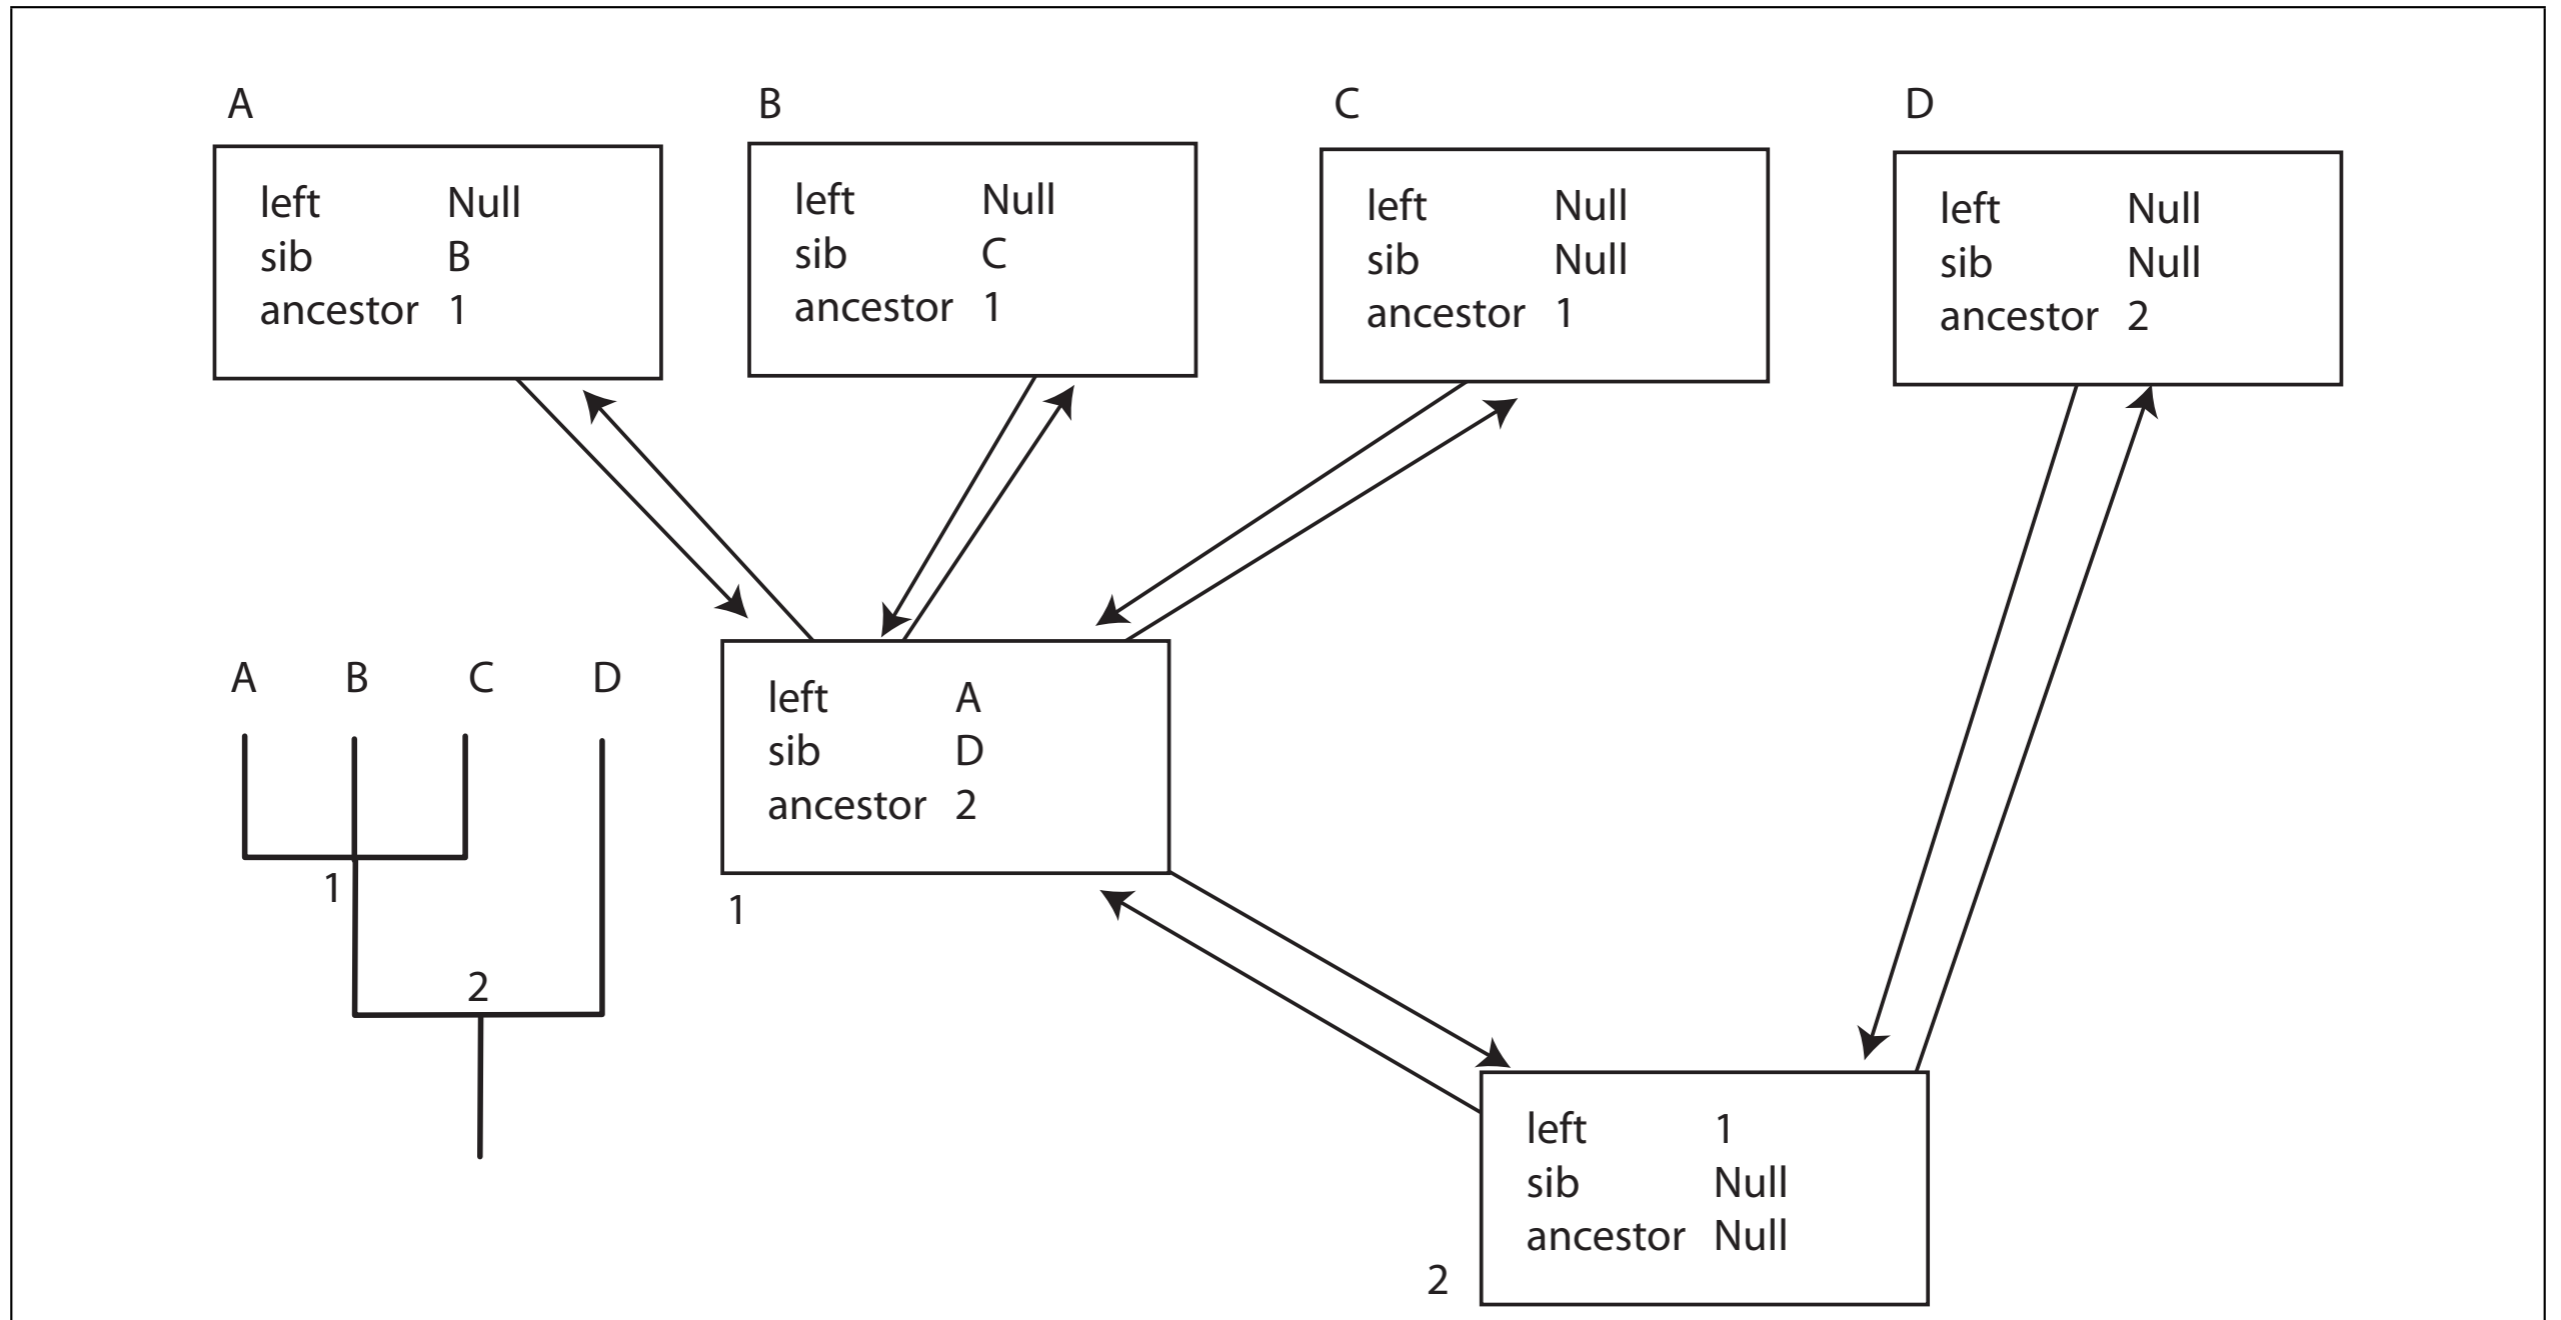 A
B
C
D
left Null
sib B
ancestor 1
left Null
sib C
ancestor 1
left Null
sib Null
ancestor 1
left Null
sib Null
ancestor 2
A B C D
1
2
left A
sib D
ancestor 2
1
left 1
sib Null
ancestor Null
2